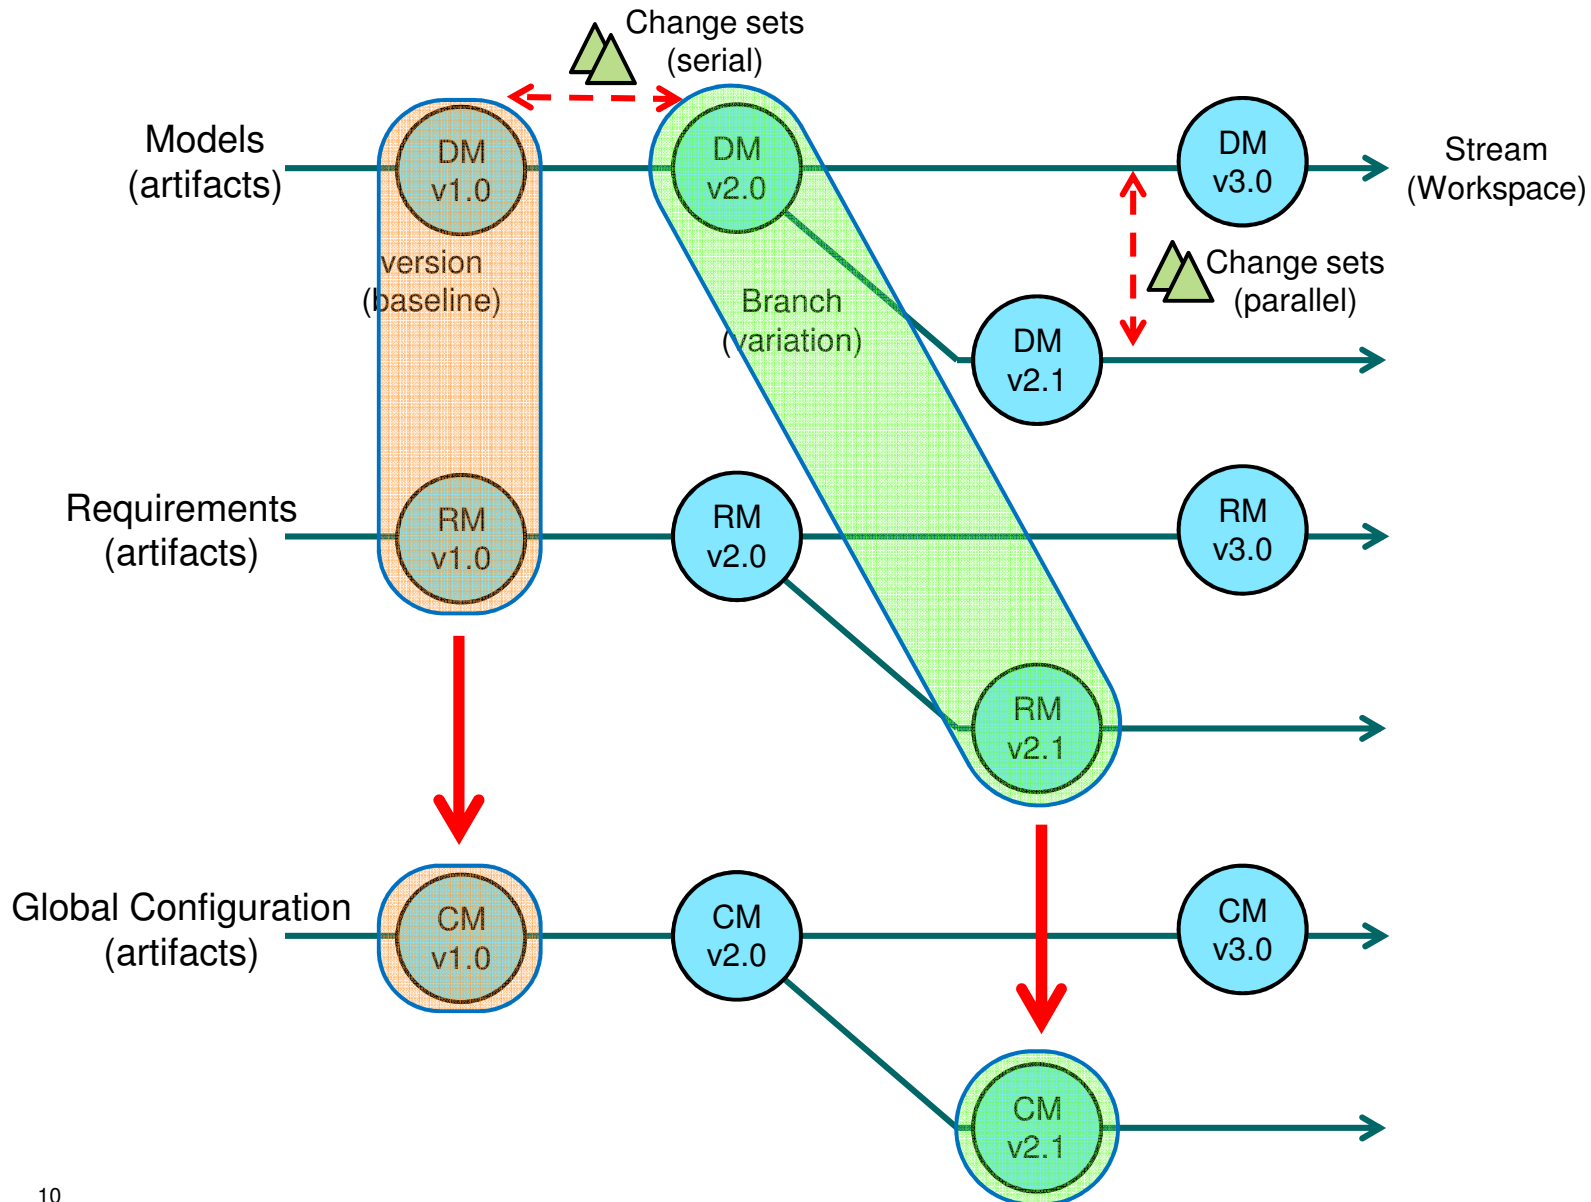 Change sets
(serial)
Models
(artifacts)
DM
v1.0
DM
v2.0
DM
v3.0
Stream
(Workspace)
version
(baseline)
Branch
(variation)
Change sets
(parallel)
DM
v2.1
Requirements
(artifacts)
RM
v1.0
RM
v2.0
RM
v3.0
RM
v2.1
Global Configuration
(artifacts)
CM
v1.0
CM
v2.0
CM
v3.0
CM
v2.1
10